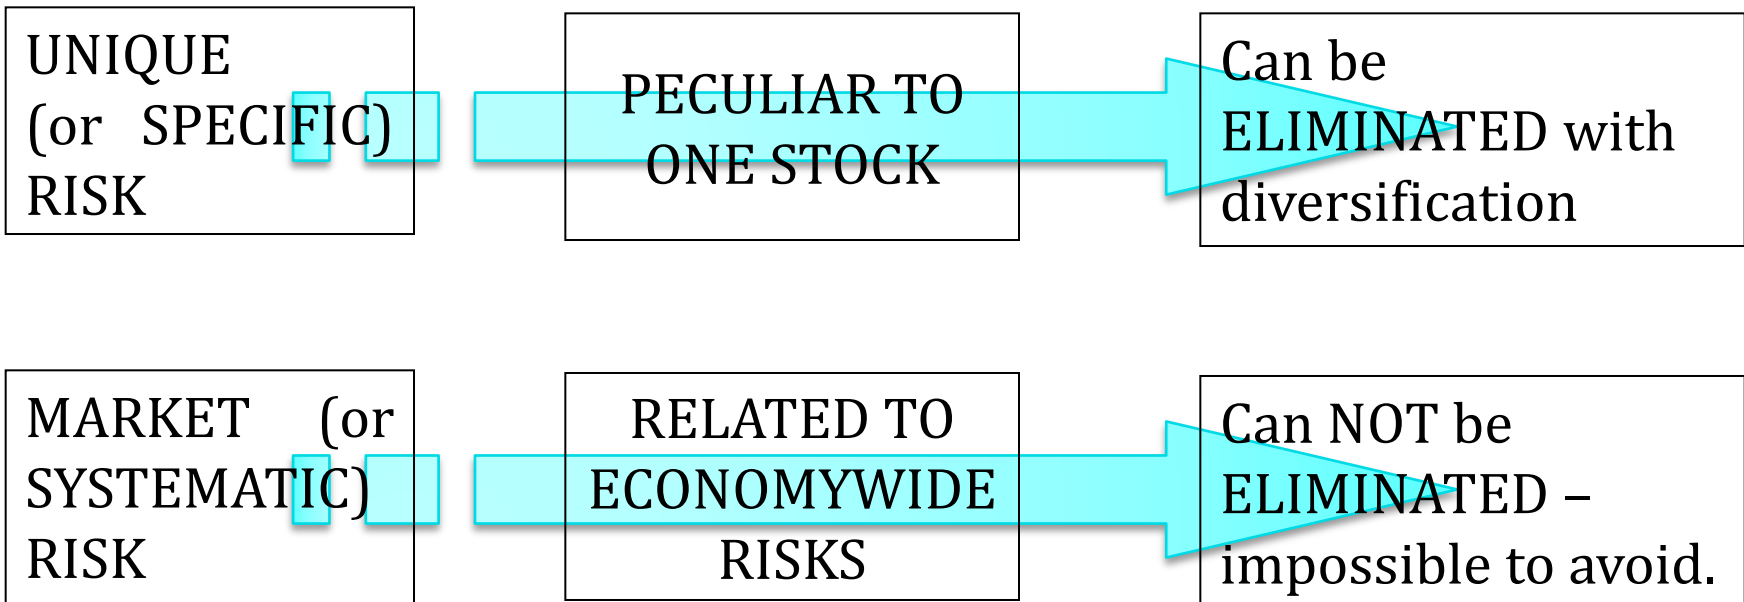 UNIQUE
(or SPECIFIC)
RISK
PECULIAR TO
ONE STOCK
Can be
ELIMINATED with
diversification
MARKET (or
SYSTEMATIC)
RISK
RELATED TO
ECONOMYWIDE
RISKS
Can NOT be
ELIMINATED –
impossible to avoid.